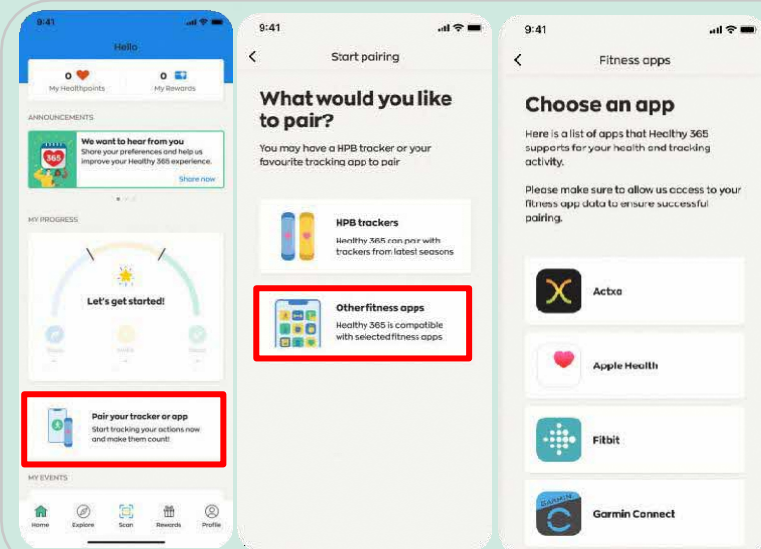 9:41
Hello
0
0
My Healthpoints
My Rewards
ANNOUNCEMENTS
365
We want to hear from you
Share your preferences and help us
improve your Healthy 365 experience.
Share now
MY PROGRESS
Let's get started!
Pair your tracker or app
Start tracking your actions now
and make them count!
MY EVENTS
Home
Explore
Scan
Rewards
Profile
9:41
Start pairing
What would you like
to pair?
You may have a HPB tracker or your
favourite tracking app to pair
HPB trackers
Healthy 365 can pair with
trackers from latest seasons
Other fitness apps
Healthy 365 is compatible
with selected fitness apps
9:41
Fitness apps
Choose an app
Here is a list of apps that Healthy 365
supports for your health and tracking
activity.
Please make sure to allow us access to your
fitness app data to ensure successful
pairing.
Actxa
Apple Health
Fitbit
GARMIN
Garmin Connect